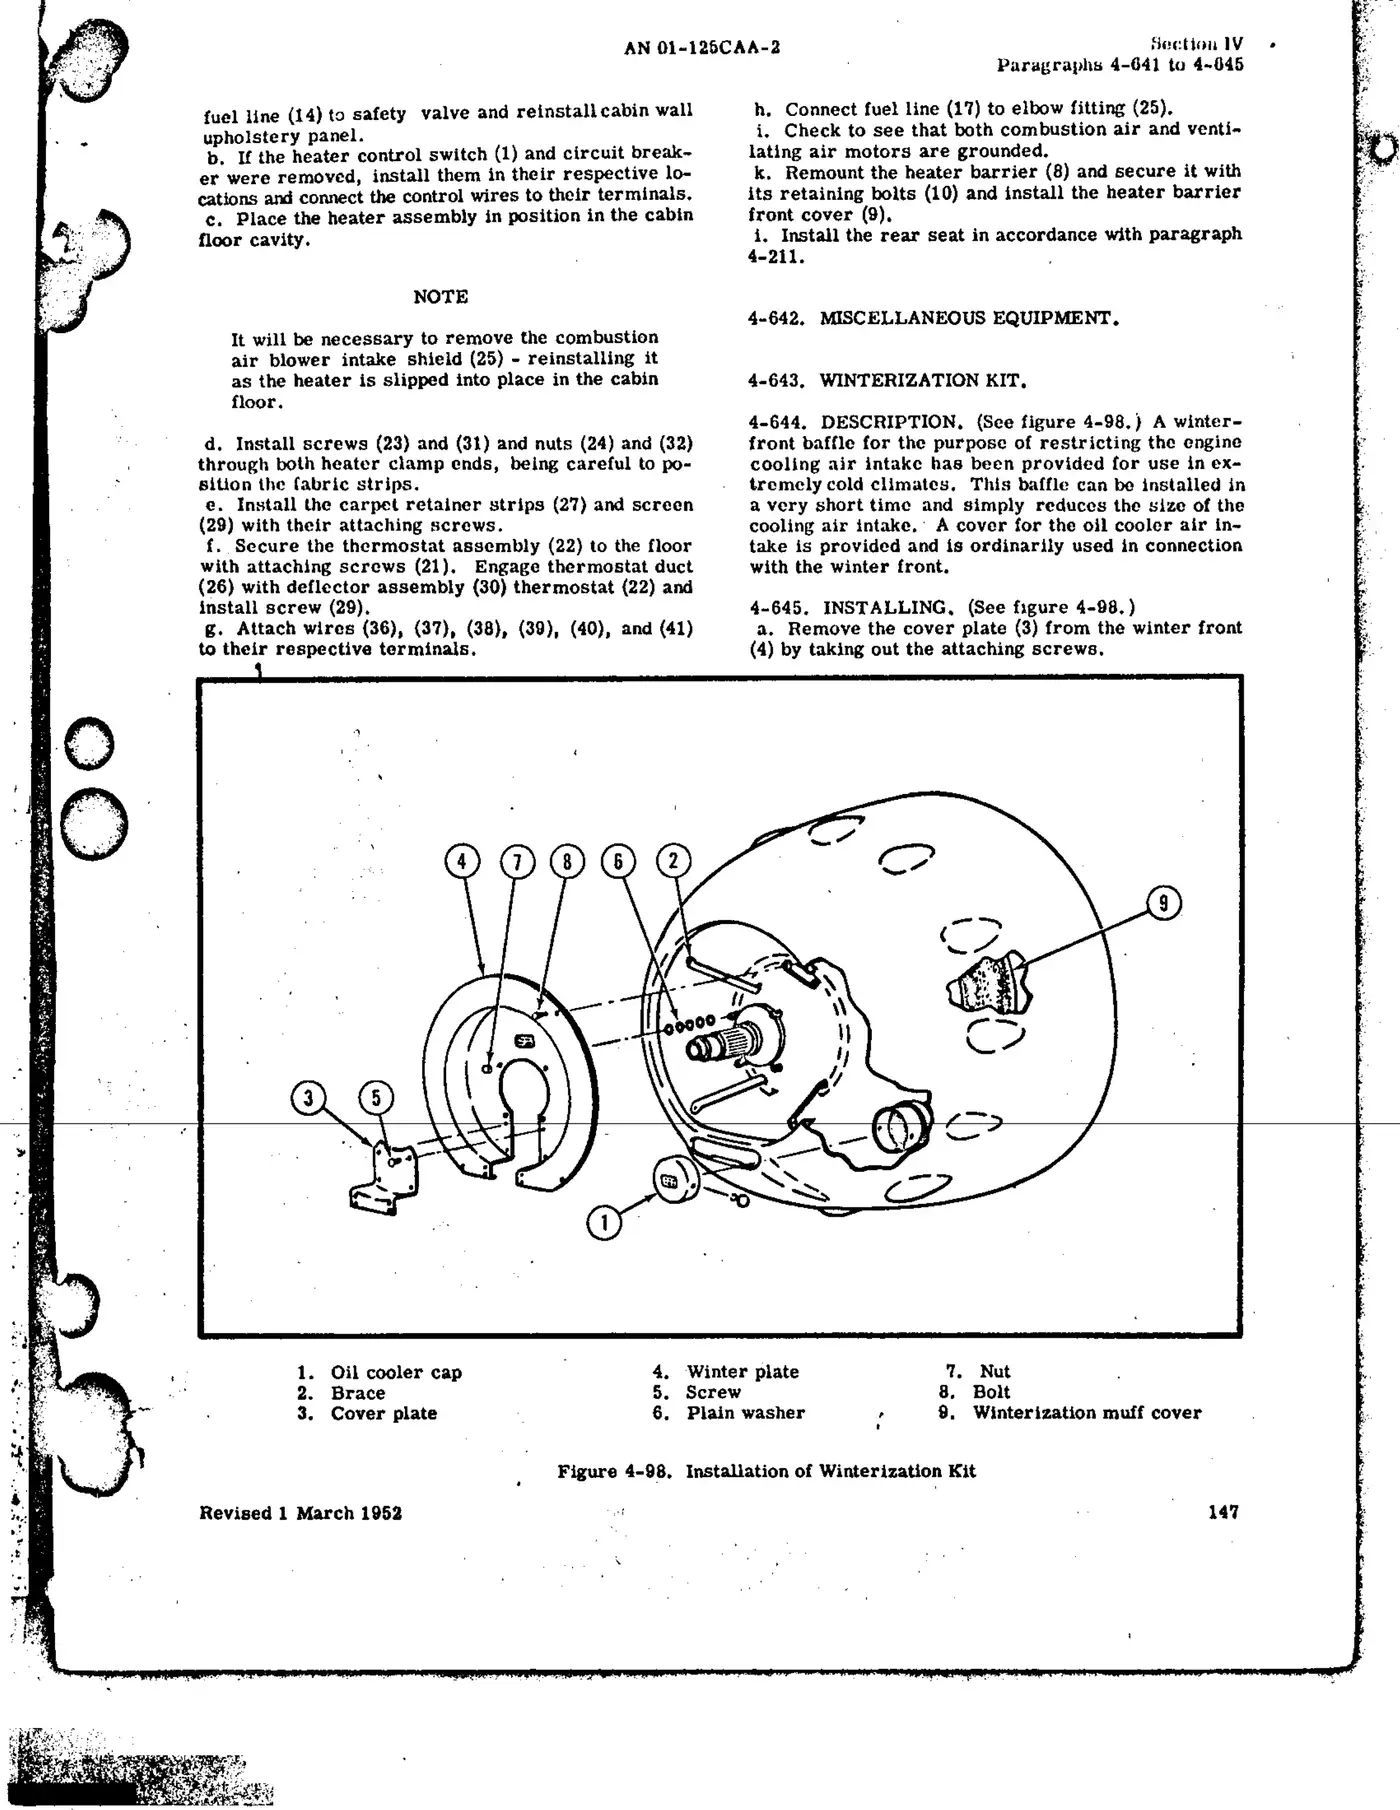 AN 01-125CAA-2
Section IV
Paragraphs 4-641 to 4-645
fuel line (14) to safety valve and reinstall cabin wall
upholstery panel.
b. If the heater control switch (1) and circuit break-
er were removed, install them in their respective lo-
cations and connect the control wires to their terminals.
c. Place the heater assembly in position in the cabin
floor cavity.
NOTE
It will be necessary to remove the combustion
air blower intake shield (25) - reinstalling it
as the heater is slipped into place in the cabin
floor.
d. Install screws (23) and (31) and nuts (24) and (32)
through both heater clamp ends, being careful to po-
sition the fabric strips.
e. Install the carpet retainer strips (27) and screen
(29) with their attaching screws.
f. Secure the thermostat assembly (22) to the floor
with attaching screws (21). Engage thermostat duct
(26) with deflector assembly (30) thermostat (22) and
install screw (29).
g. Attach wires (36), (37), (38), (39), (40), and (41)
to their respective terminals.
h. Connect fuel line (17) to elbow fitting (25).
i. Check to see that both combustion air and venti-
lating air motors are grounded.
k. Remount the heater barrier (8) and secure it with
its retaining bolts (10) and install the heater barrier
front cover (9).
i. Install the rear seat in accordance with paragraph
4-211.
4-642. MISCELLANEOUS EQUIPMENT.
4-643. WINTERIZATION KIT.
4-644. DESCRIPTION. (See figure 4-98.) A winter-
front baffle for the purpose of restricting the engine
cooling air intake has been provided for use in ex-
tremely cold climates. This baffle can be installed in
a very short time and simply reduces the size of the
cooling air intake. A cover for the oil cooler air in-
take is provided and is ordinarily used in connection
with the winter front.
4-645. INSTALLING. (See figure 4-98.)
a. Remove the cover plate (3) from the winter front
(4) by taking out the attaching screws.
4 7 8 6 2
9
3 5
1
1. Oil cooler cap
2. Brace
3. Cover plate
4. Winter plate
5. Screw
6. Plain washer
7. Nut
8. Bolt
9. Winterization muff cover
Figure 4-98. Installation of Winterization Kit
Revised 1 March 1952
147